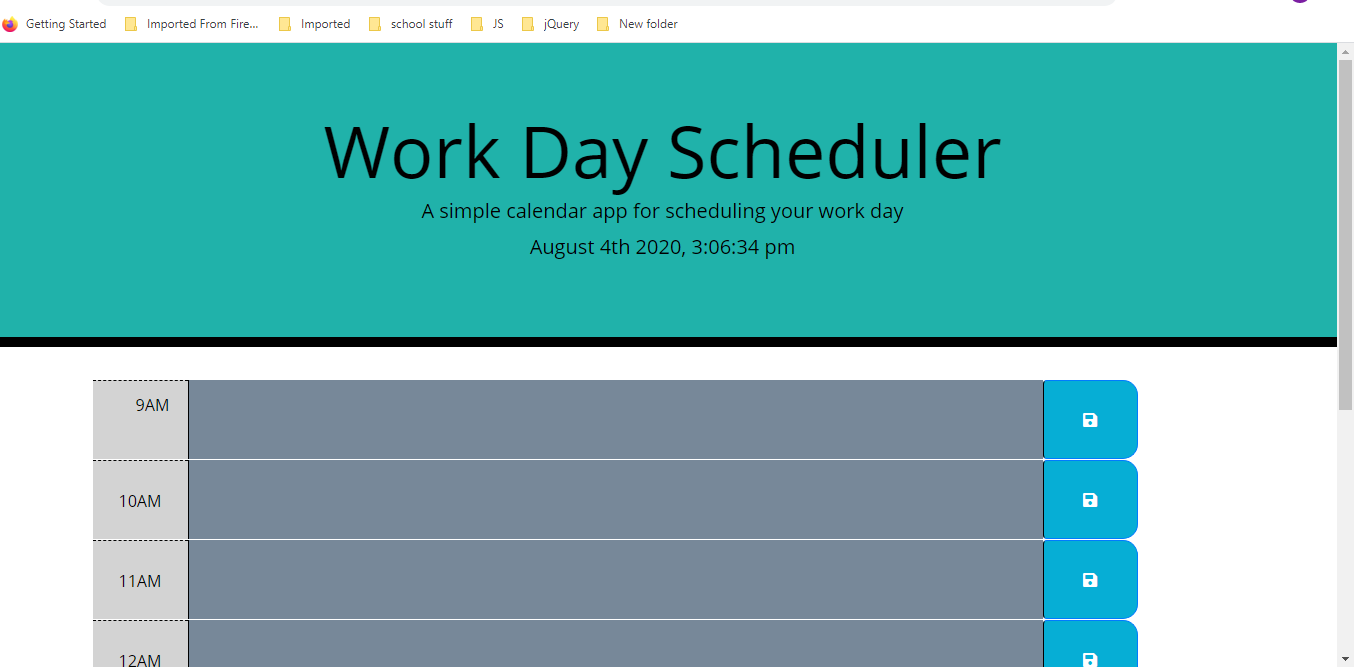 Getting Started Imported From Fire... Imported school stuff JS jQuery New folder
Work Day Scheduler
A simple calendar app for scheduling your work day
August 4th 2020, 3:06:34 pm
9AM
10AM
11AM
12AM